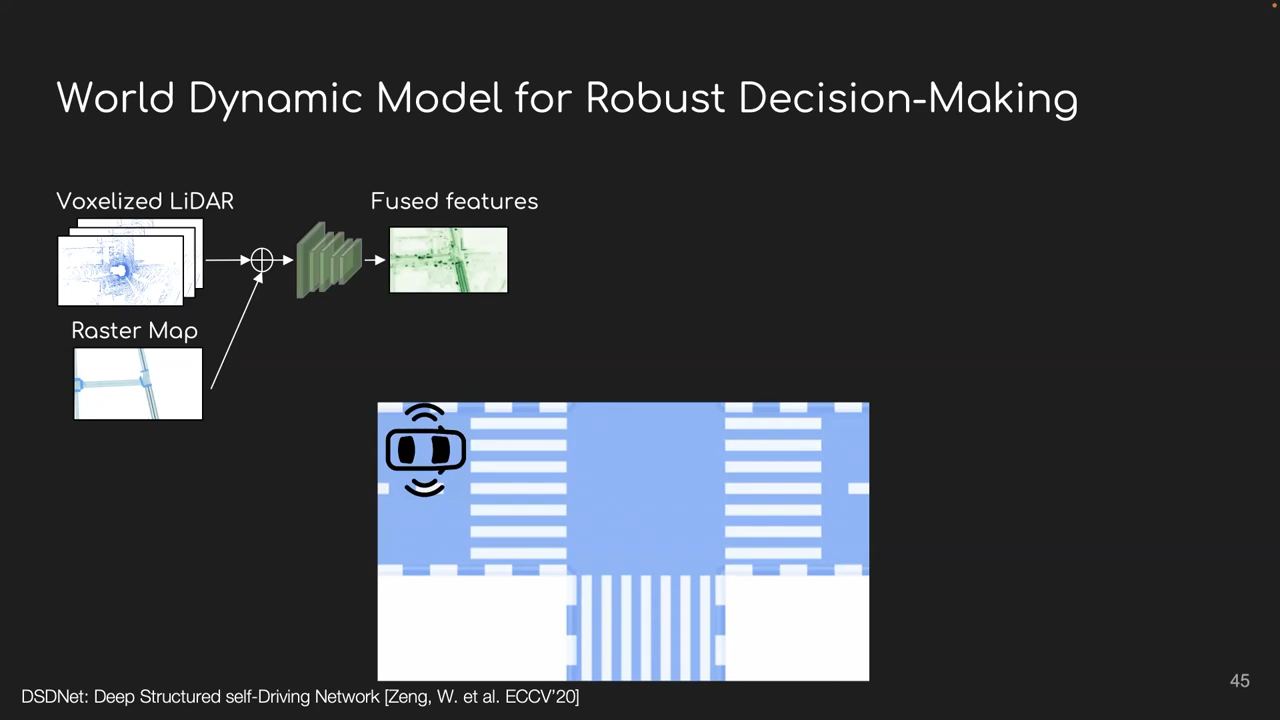 World Dynamic Model for Robust Decision-Making
Voxelized LiDAR
Fused features
Raster Map
DSDNet: Deep Structured self-Driving Network [Zeng, W. et al. ECCV'20]
45